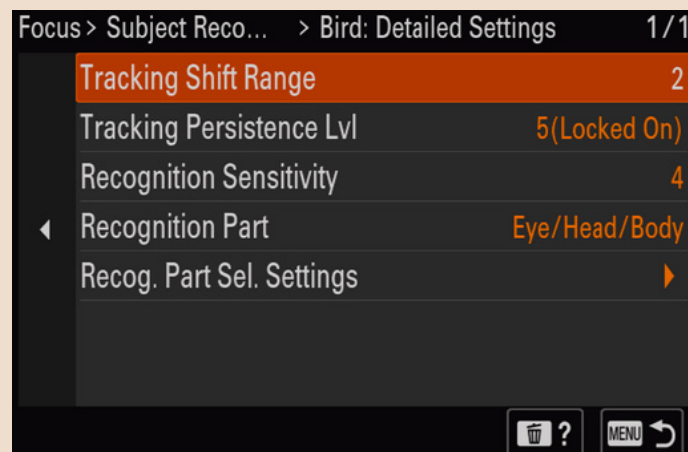 Focus > Subject Reco... > Bird: Detailed Settings 1/1
Tracking Shift Range 2
Tracking Persistence Lvl 5(Locked On)
Recognition Sensitivity 4
Recognition Part Eye/Head/Body
Recog. Part Sel. Settings
? MENU